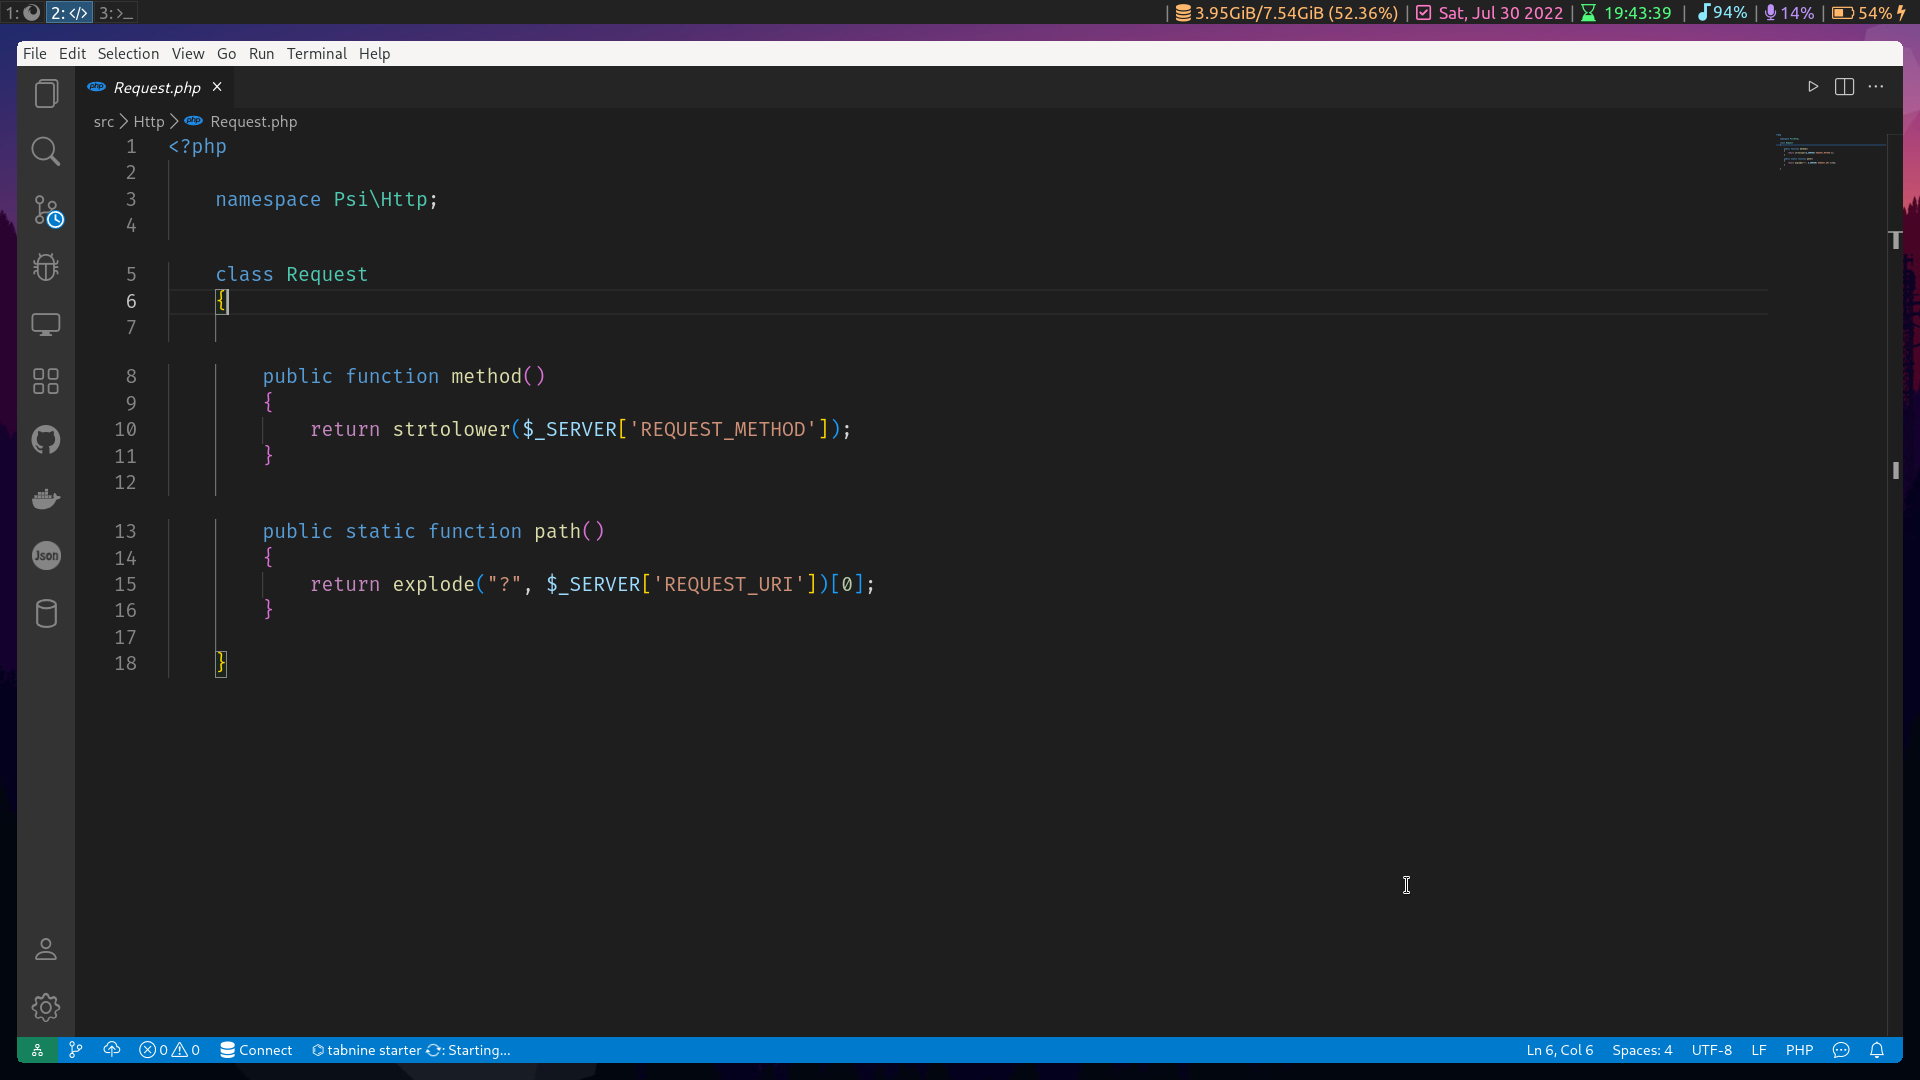 1: 2:</> 3:>_ | 3.95GiB/7.54GiB (52.36%) | Sat, Jul 30 2022 | 19:43:39 | 94% | 14% | 54%
File Edit Selection View Go Run Terminal Help
php Request.php ×
src > Http > php Request.php
1 <?php
2
3 namespace Psi\Http;
4
5 class Request
6 {
7
8 public function method()
9 {
10 return strtolower($_SERVER['REQUEST_METHOD']);
11 }
12
13 public static function path()
14 {
15 return explode("?", $_SERVER['REQUEST_URI'])[0];
16 }
17
18 }
Json
0 0 Connect tabnine starter : Starting... Ln 6, Col 6 Spaces: 4 UTF-8 LF PHP